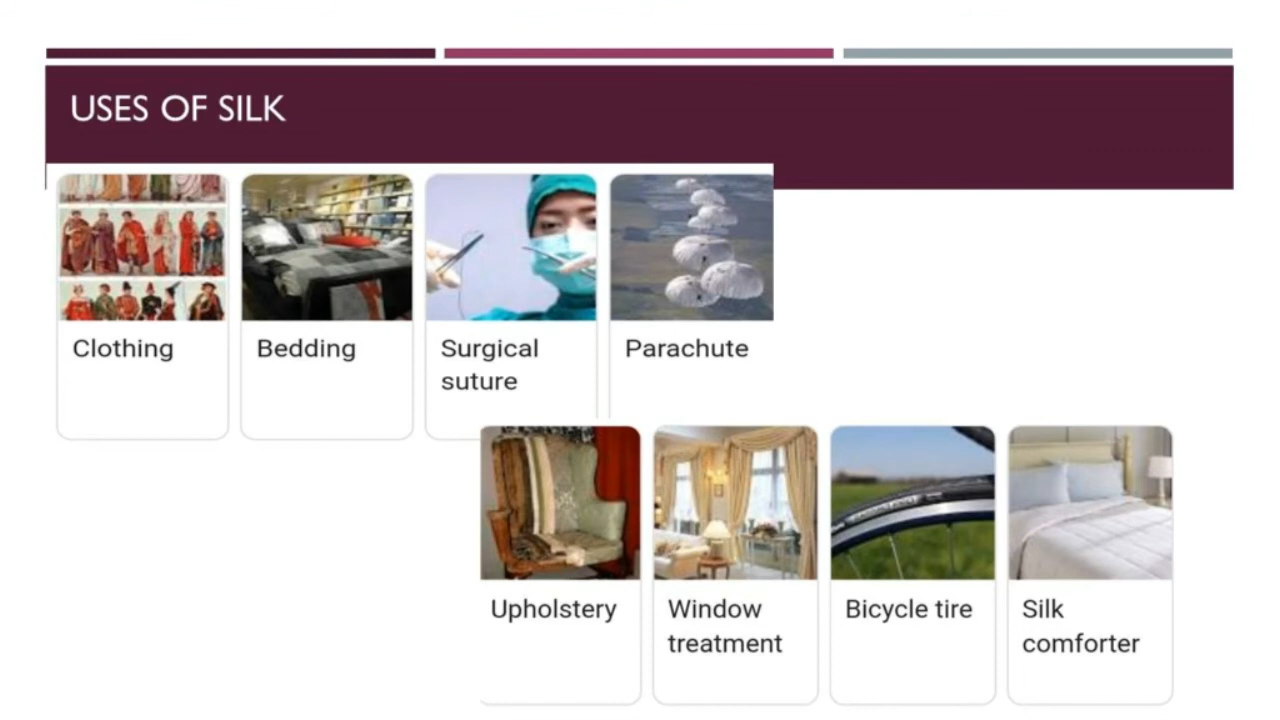 USES OF SILK
Clothing
Bedding
Surgical
suture
Parachute
Upholstery
Window
treatment
Bicycle tire
Silk
comforter